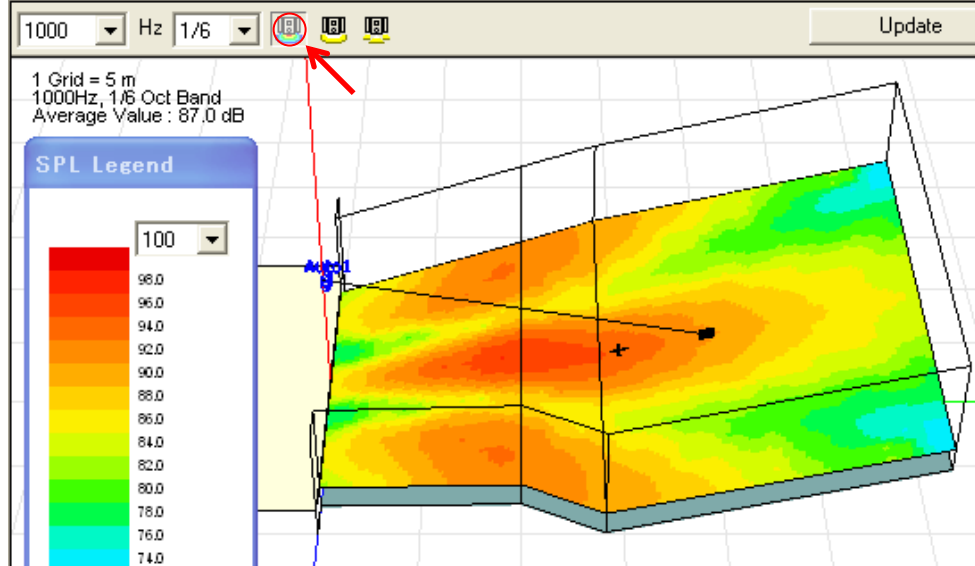 1000 Hz 1/6 Update
1 Grid = 5 m
1000Hz, 1/6 Oct Band
Average Value : 87.0 dB
SPL Legend
100
98.0
96.0
94.0
92.0
90.0
88.0
86.0
84.0
82.0
80.0
78.0
76.0
74.0